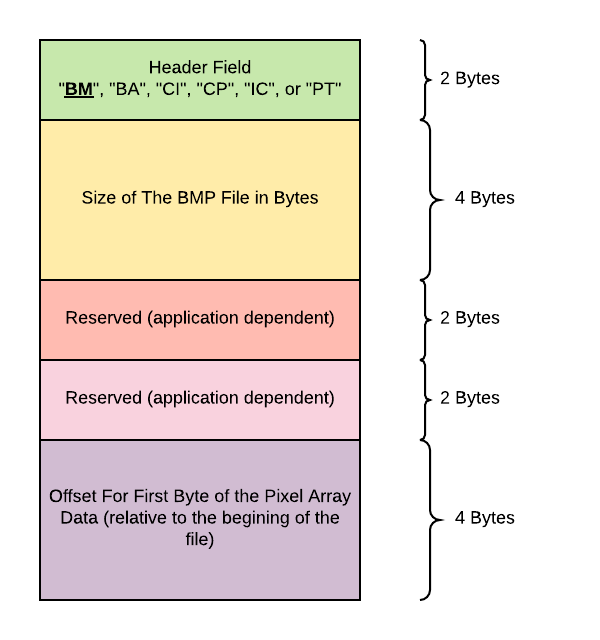 Header Field
"BM", "BA", "CI", "CP", "IC", or "PT"
2 Bytes
Size of The BMP File in Bytes
4 Bytes
Reserved (application dependent)
2 Bytes
Reserved (application dependent)
2 Bytes
Offset For First Byte of the Pixel Array
Data (relative to the begining of the
file)
4 Bytes